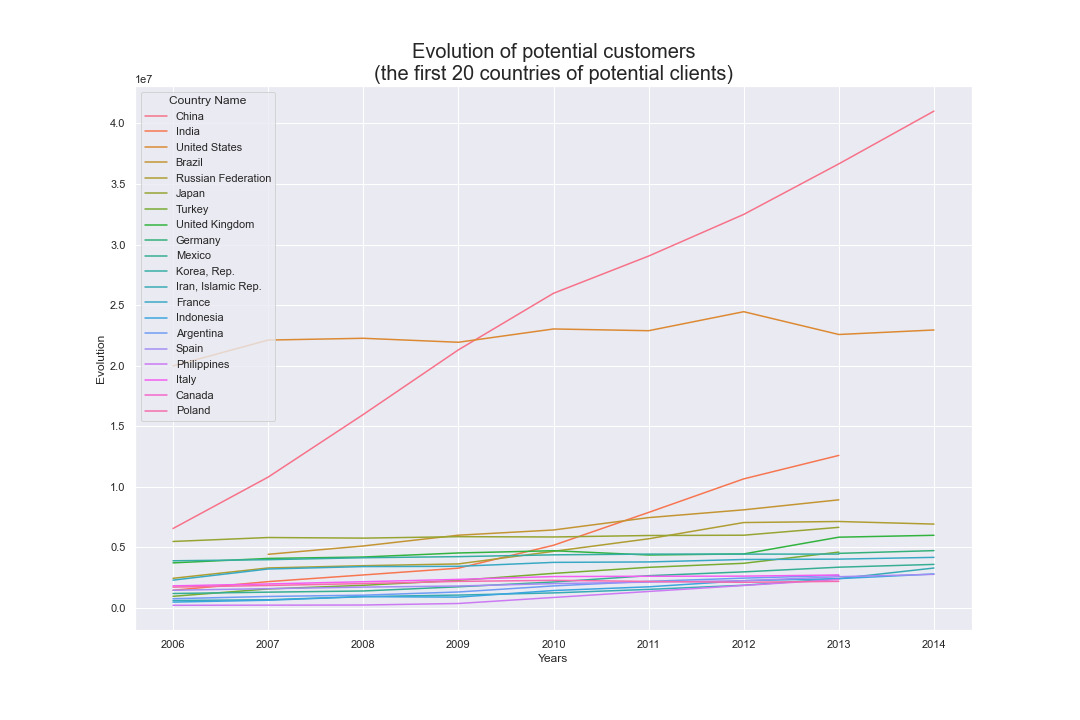 Evolution of potential customers
(the first 20 countries of potential clients)
1e7
Country Name
China
India
United States
Brazil
Russian Federation
Japan
Turkey
United Kingdom
Germany
Mexico
Korea, Rep.
Iran, Islamic Rep.
France
Indonesia
Argentina
Spain
Philippines
Italy
Canada
Poland
4.0
3.5
3.0
2.5
2.0
1.5
1.0
0.5
0.0
Evolution
2006 2007 2008 2009 2010 2011 2012 2013 2014
Years